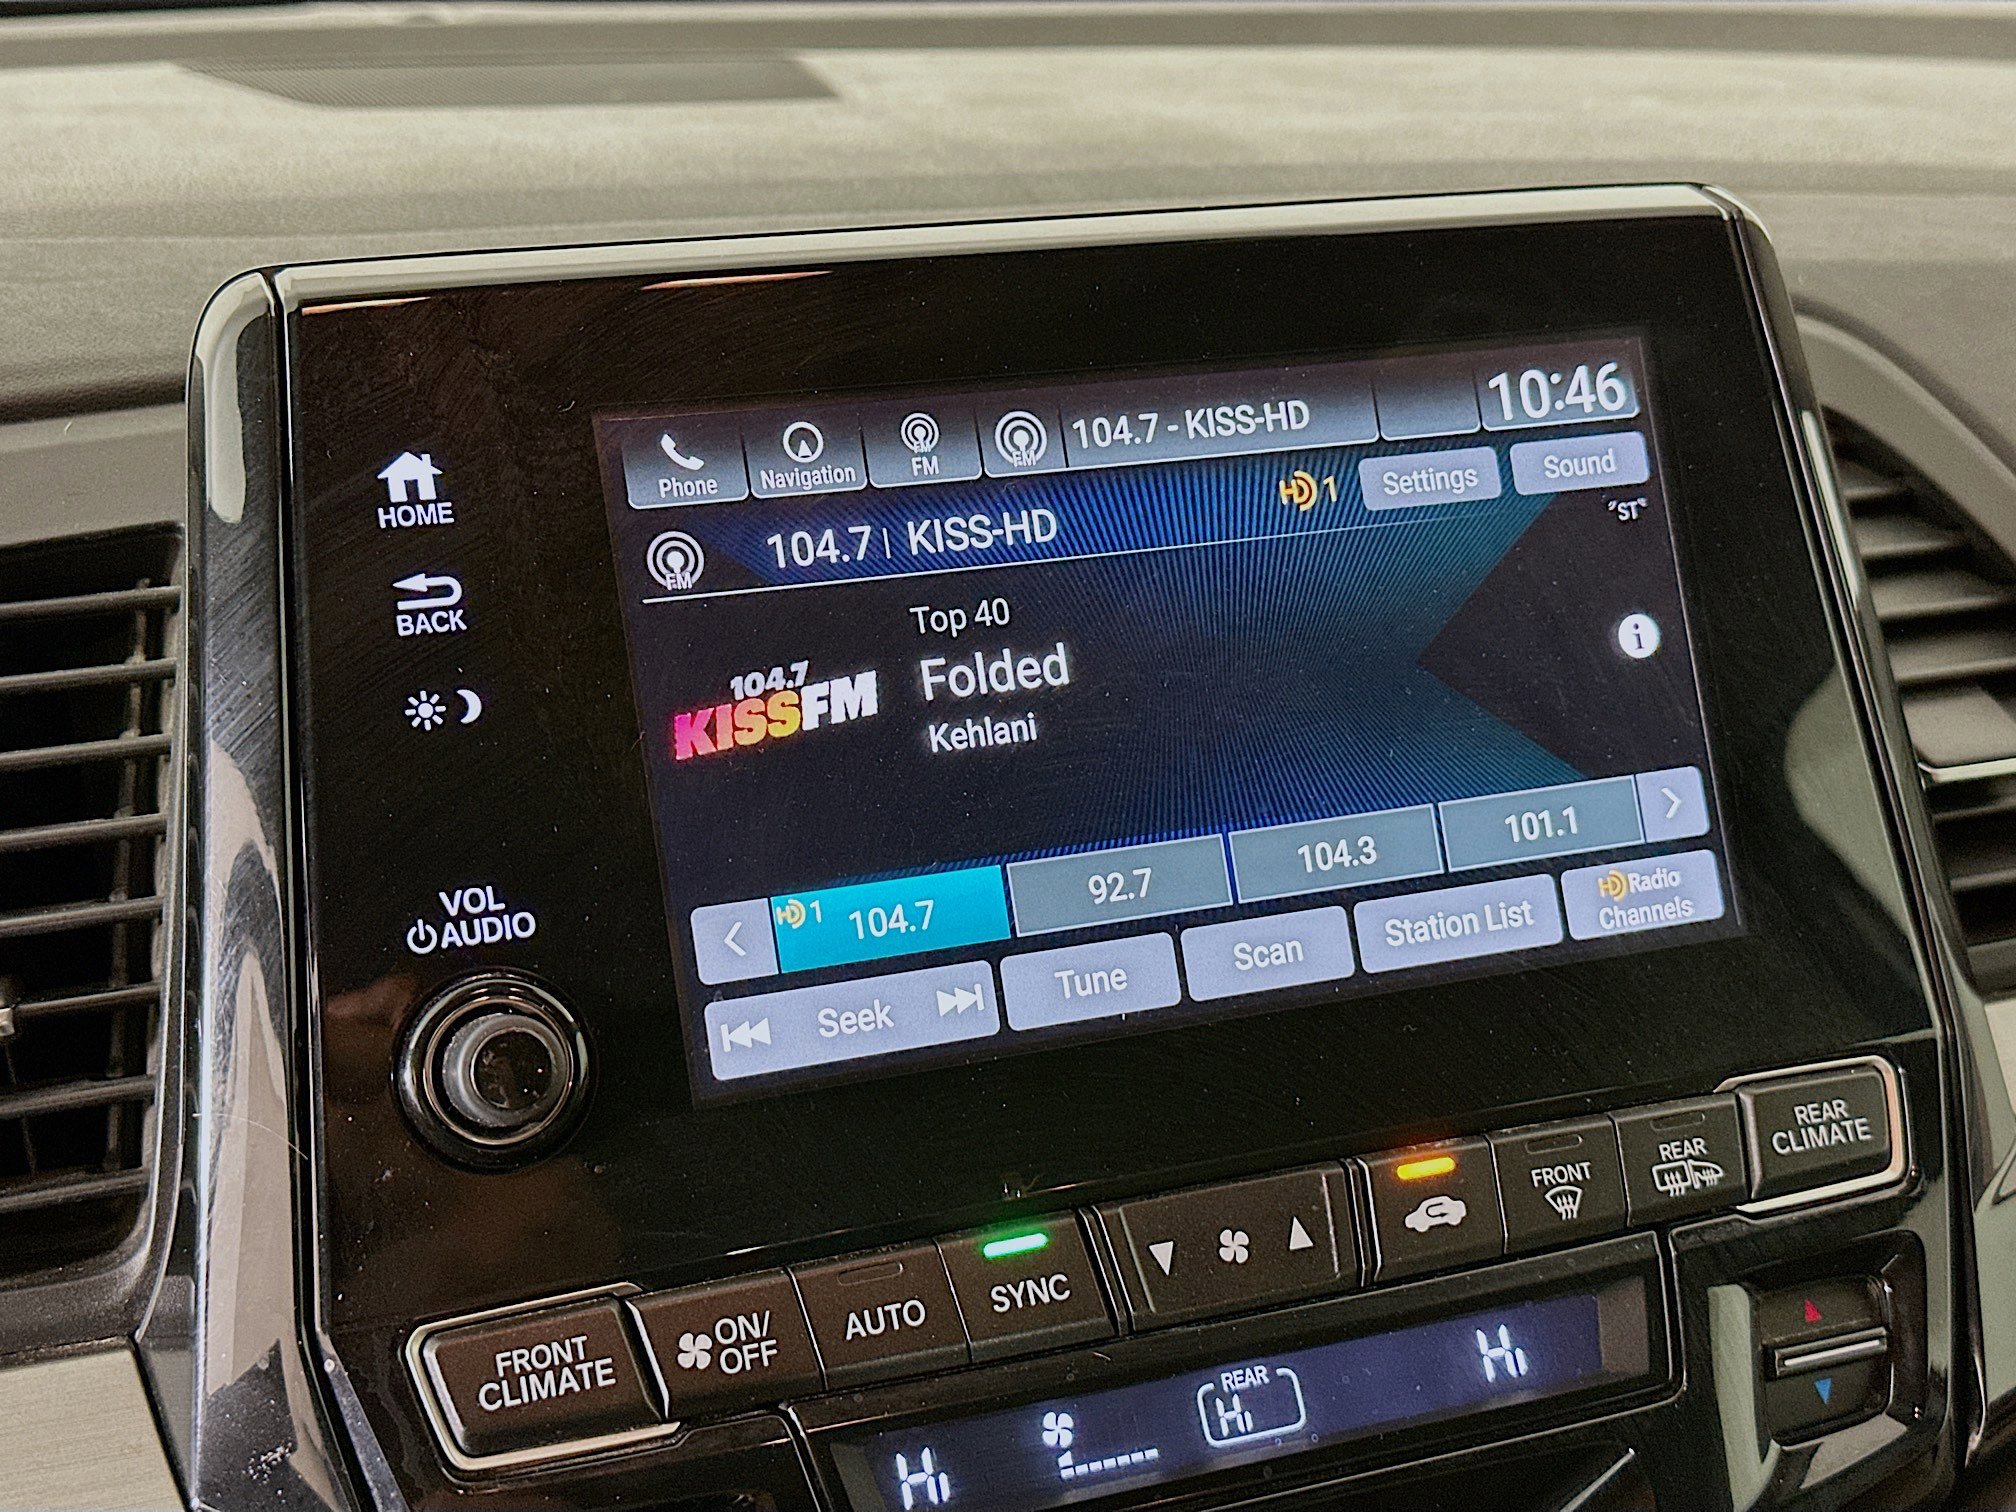 Phone
Navigation
FM
FM
104.7 - KISS-HD
10:46
HD 1
Settings
Sound
"ST"
FM
104.7 | KISS-HD
Top 40
Folded
Kehlani
104.7
KISSFM
HD 1 104.7
92.7
104.3
101.1
Seek
Tune
Scan
Station List
HD Radio
Channels
HOME
BACK
VOL
AUDIO
FRONT
CLIMATE
ON/
OFF
AUTO
SYNC
FRONT
REAR
REAR
CLIMATE
Hi
REAR
Hi
Hi